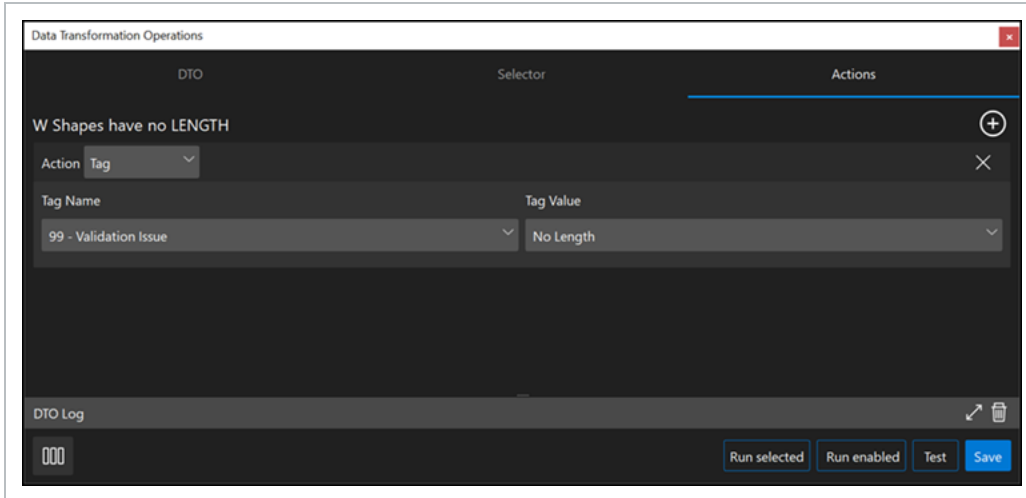 Data Transformation Operations
DTO Selector Actions
W Shapes have no LENGTH
Action Tag
Tag Name Tag Value
99 - Validation Issue No Length
DTO Log
Run selected Run enabled Test Save